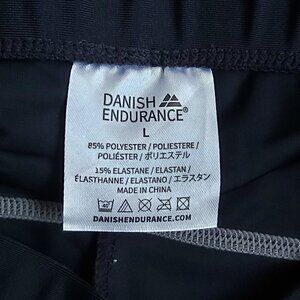 DANISH
ENDURANCE®
L
85% POLYESTER / POLIESTERE /
POLIÉSTER / ポリエステル
15% ELASTANE / ELASTAN /
ÉLASTHANNE / ELASTANO / エラスタン
MADE IN CHINA
40
DANISHENDURANCE.COM